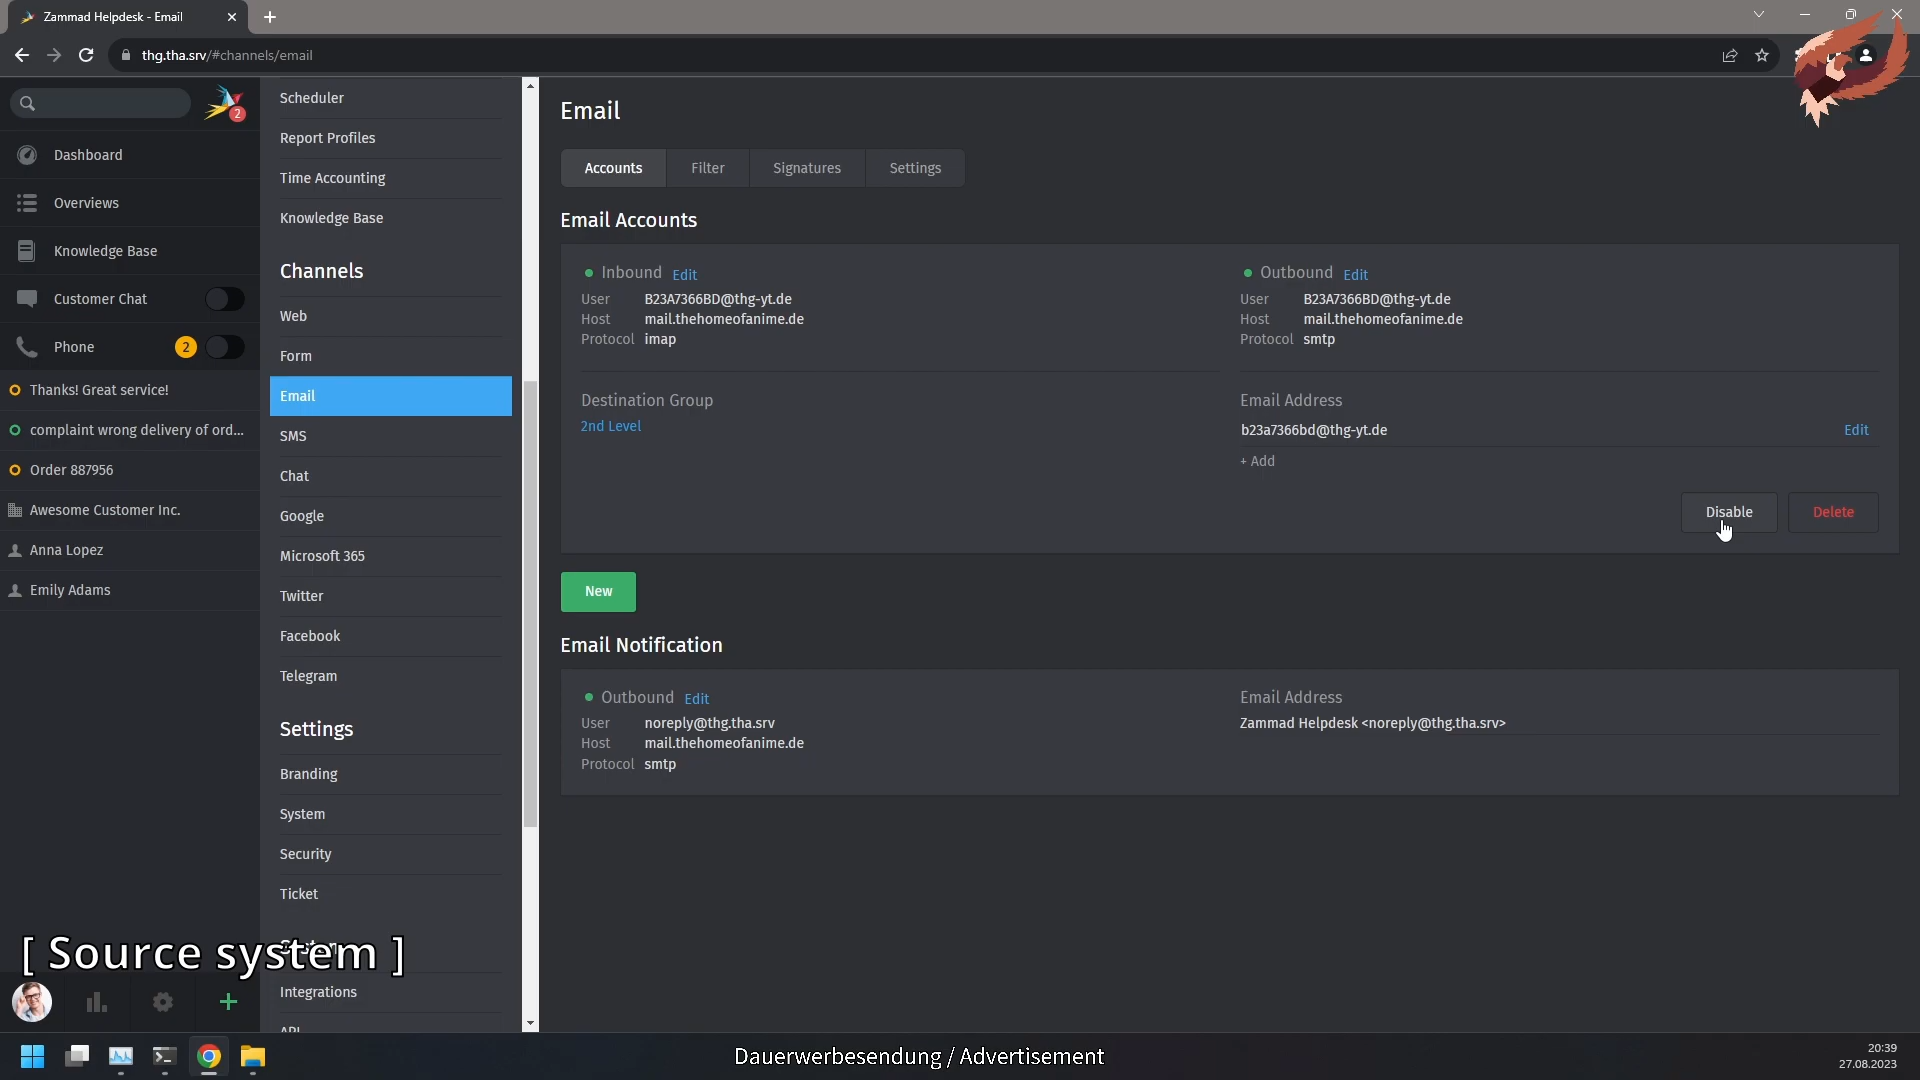 Zammad Helpdesk - Email
thg.tha.srv/#channels/email
2
Dashboard
Overviews
Knowledge Base
Customer Chat
Phone
2
Thanks! Great service!
complaint wrong delivery of ord...
Order 887956
Awesome Customer Inc.
Anna Lopez
Emily Adams
Scheduler
Report Profiles
Time Accounting
Knowledge Base
Channels
Web
Form
Email
SMS
Chat
Google
Microsoft 365
Twitter
Facebook
Telegram
Settings
Branding
System
Security
Ticket
Integrations
API
Email
Accounts
Filter
Signatures
Settings
Email Accounts
Inbound Edit
User B23A7366BD@thg-yt.de
Host mail.thehomeofanime.de
Protocol imap
Outbound Edit
User B23A7366BD@thg-yt.de
Host mail.thehomeofanime.de
Protocol smtp
Destination Group
2nd Level
Email Address
b23a7366bd@thg-yt.de Edit
+ Add
Disable
Delete
New
Email Notification
Outbound Edit
User noreply@thg.tha.srv
Host mail.thehomeofanime.de
Protocol smtp
Email Address
Zammad Helpdesk <noreply@thg.tha.srv>
[ Source system ]
Dauerwerbesendung / Advertisement
20:39
27.08.2023